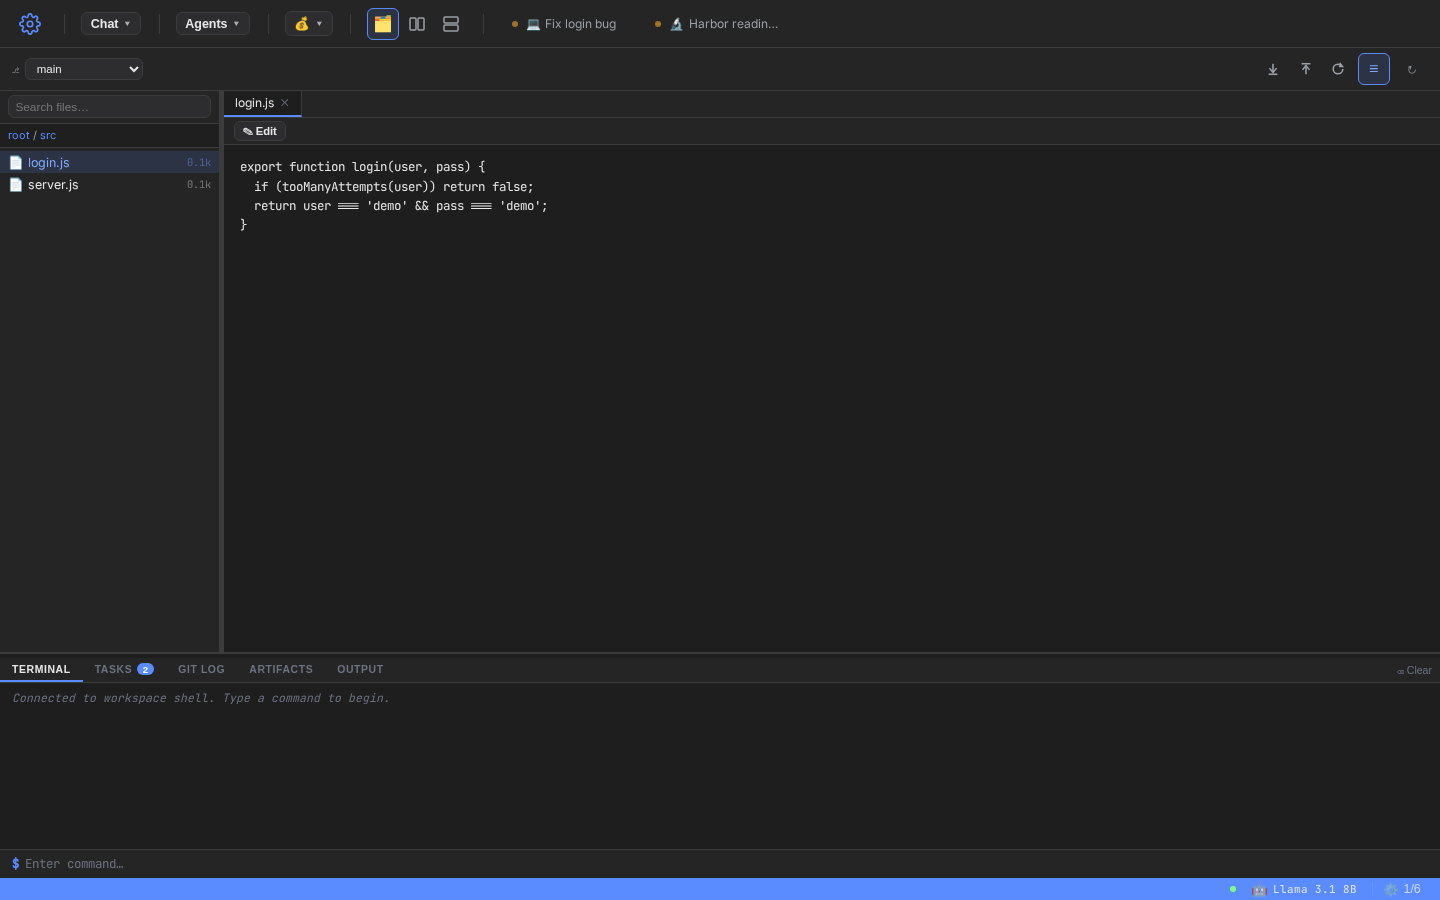 Chat ▾ Agents ▾ 💰 ▾ 💻 Fix login bug 🔬 Harbor readin...
main
Search files…
login.js ×
root / src
✎ Edit
login.js 0.1k
server.js 0.1k
export function login(user, pass) {
  if (tooManyAttempts(user)) return false;
  return user === 'demo' && pass === 'demo';
}
TERMINAL TASKS 2 GIT LOG ARTIFACTS OUTPUT Clear
Connected to workspace shell. Type a command to begin.
$ Enter command…
Llama 3.1 8B 1/6